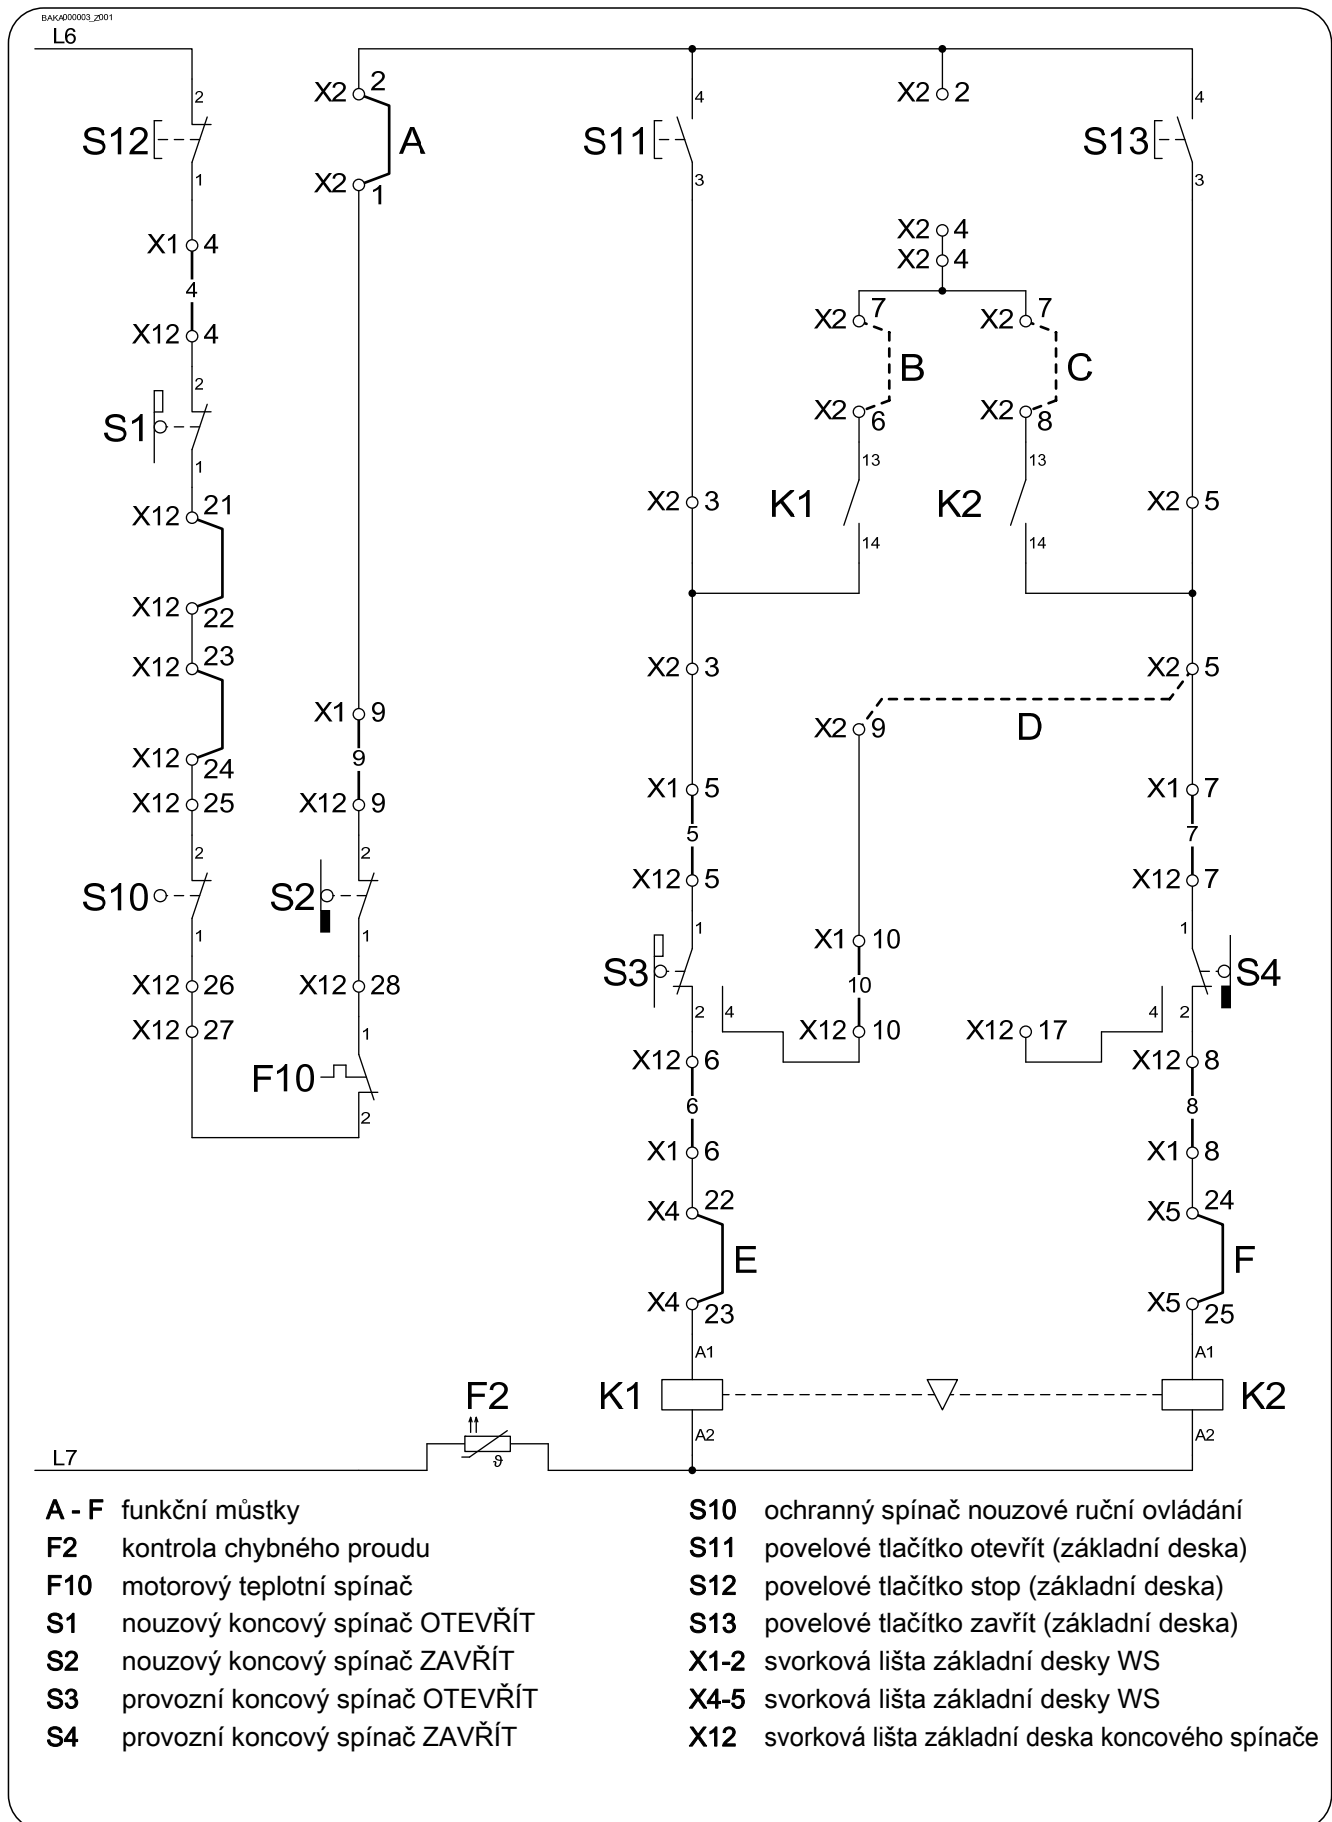 BAKA000003_Z001
L6
2
X2 2
4
X2 2
4
S12
A
S11
S13
1
X2 1
3
3
X1 4
X2 4
X2 4
4
X12 4
X2 7
X2 7
2
B
C
S1
X2 6
X2 8
1
13
13
X12 21
X2 3
K1
K2
X2 5
14
14
X12 22
X12 23
X2 3
X2 5
X1 9
X2 9
D
9
X12 24
X12 25
X12 9
X1 5
X1 7
5
7
2
2
X12 5
X12 7
S10
S2
1
1
1
1
X1 10
S3
S4
X12 26
X12 28
10
2
4
4
2
X12 27
1
X12 10
X12 17
X12 6
X12 8
F10
6
8
2
X1 6
X1 8
X4 22
X5 24
E
F
X4 23
X5 25
A1
A1
F2
K1
K2
A2
A2
ϑ
L7
A - F funkční můstky
F2 kontrola chybného proudu
F10 motorový teplotní spínač
S1 nouzový koncový spínač OTEVŘÍT
S2 nouzový koncový spínač ZAVŘÍT
S3 provozní koncový spínač OTEVŘÍT
S4 provozní koncový spínač ZAVŘÍT
S10 ochranný spínač nouzové ruční ovládání
S11 povelové tlačítko otevřít (základní deska)
S12 povelové tlačítko stop (základní deska)
S13 povelové tlačítko zavřít (základní deska)
X1-2 svorková lišta základní desky WS
X4-5 svorková lišta základní desky WS
X12 svorková lišta základní deska koncového spínače